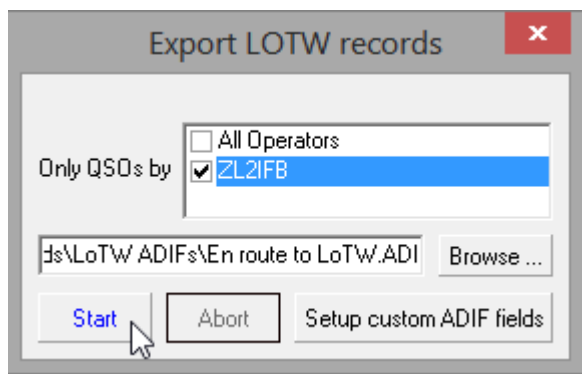 Export LOTW records
All Operators
Only QSOs by
ZL2IFB
ds\LoTW ADIFs\En route to LoTW.ADI
Browse ...
Start
Abort
Setup custom ADIF fields